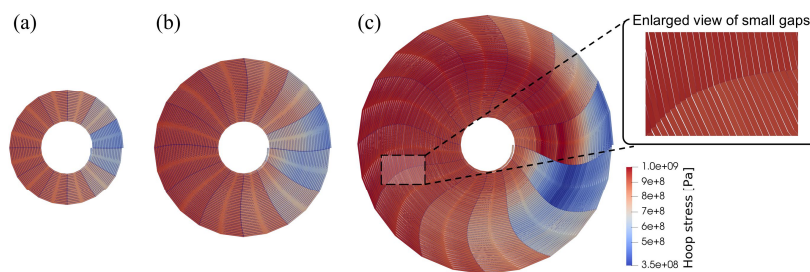 (a)
(b)
(c)
Enlarged view of small gaps
1.0e+09
9e+8
8e+8
7e+8
6e+8
5e+8
3.5e+08
Hoop stress [Pa]